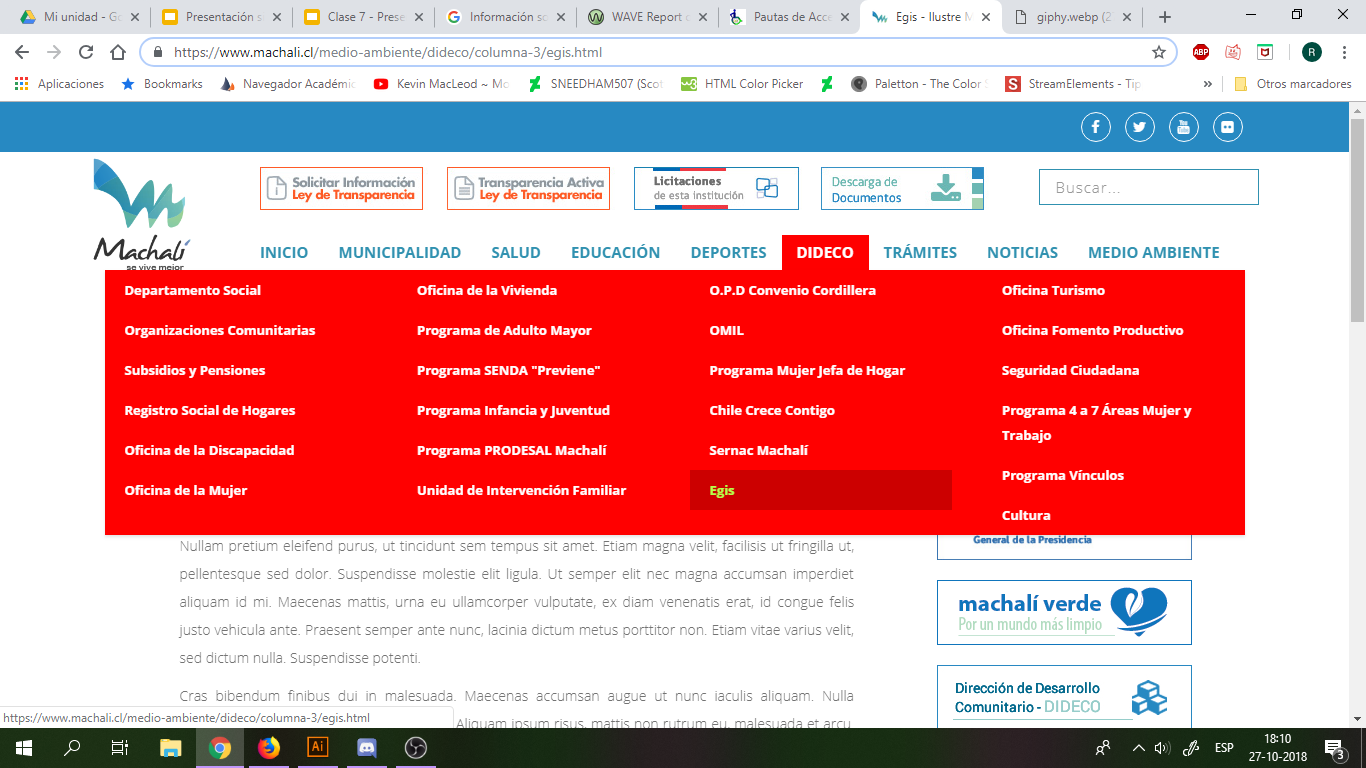 Mi unidad - Go
Presentación s
Clase 7 - Prese
Información so
WAVE Report o
Pautas de Acce
Egis - Ilustre M
giphy.webp (2
https://www.machali.cl/medio-ambiente/dideco/columna-3/egis.html
ABP
R
Aplicaciones
Bookmarks
Navegador Académic
Kevin MacLeod ~ Mo
SNEEDHAM507 (Scot
HTML Color Picker
Paletton - The Color S
StreamElements - Tip
»
Otros marcadores
Solicitar Información
Ley de Transparencia
Transparencia Activa
Ley de Transparencia
Licitaciones
de esta institución
Descarga de
Documentos
Buscar...
Machalí
se vive mejor
INICIO
MUNICIPALIDAD
SALUD
EDUCACIÓN
DEPORTES
DIDECO
TRÁMITES
NOTICIAS
MEDIO AMBIENTE
Departamento Social
Organizaciones Comunitarias
Subsidios y Pensiones
Registro Social de Hogares
Oficina de la Discapacidad
Oficina de la Mujer
Oficina de la Vivienda
Programa de Adulto Mayor
Programa SENDA "Previene"
Programa Infancia y Juventud
Programa PRODESAL Machalí
Unidad de Intervención Familiar
O.P.D Convenio Cordillera
OMIL
Programa Mujer Jefa de Hogar
Chile Crece Contigo
Sernac Machalí
Egis
Oficina Turismo
Oficina Fomento Productivo
Seguridad Ciudadana
Programa 4 a 7 Áreas Mujer y
Trabajo
Programa Vínculos
Cultura
Nullam pretium eleifend purus, ut tincidunt sem tempus sit amet. Etiam magna velit, facilisis ut fringilla ut,
pellentesque sed dolor. Suspendisse molestie elit ligula. Ut semper elit nec magna accumsan imperdiet
aliquam id mi. Maecenas mattis, urna eu ullamcorper vulputate, ex diam venenatis erat, id congue felis
justo vehicula ante. Praesent semper ante nunc, lacinia dictum metus porttitor non. Etiam vitae varius velit,
sed dictum nulla. Suspendisse potenti.
Cras bibendum finibus dui in malesuada. Maecenas accumsan augue ut nunc iaculis aliquam. Nulla
Aliquam ipsum risus, mattis non rutrum eu, malesuada et arcu.
General de la Presidencia
machalí verde
Por un mundo más limpio
Dirección de Desarrollo
Comunitario - DIDECO
https://www.machali.cl/medio-ambiente/dideco/columna-3/egis.html
Ai
ESP
18:10
27-10-2018
3